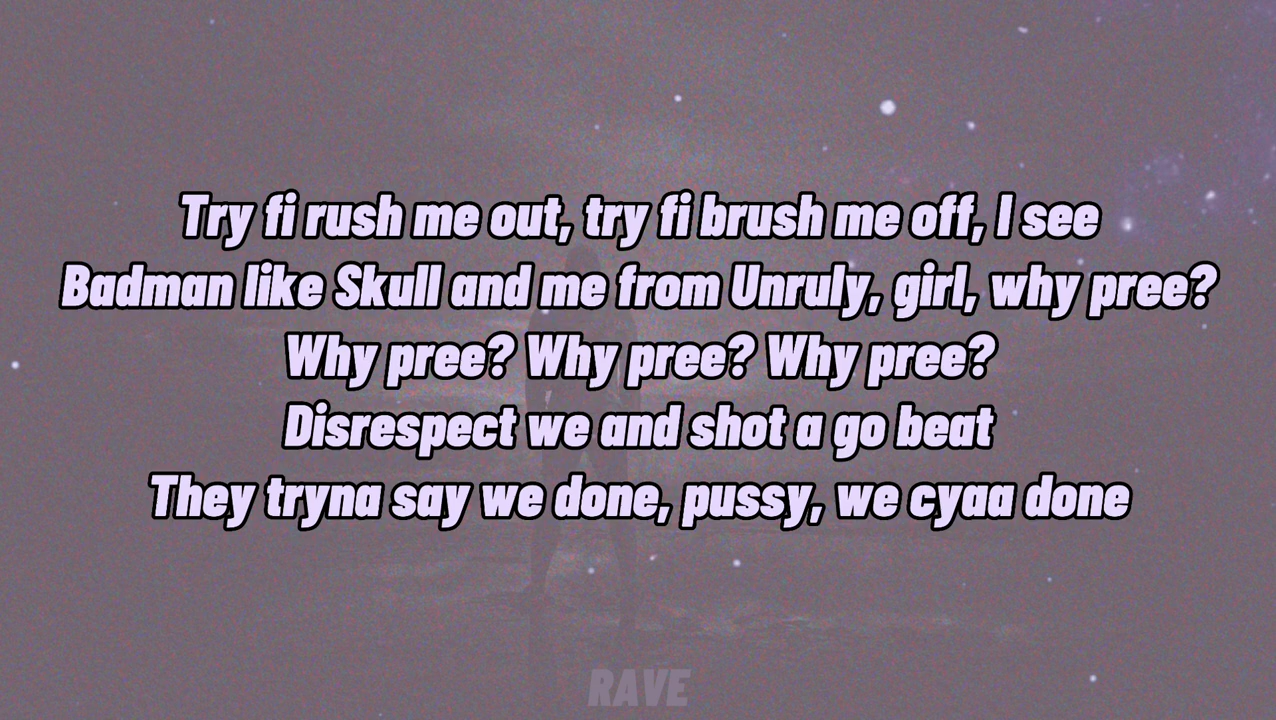 Try fi rush me out, try fi brush me off, I see
Badman like Skull and me from Unruly, girl, why pree?
Why pree? Why pree? Why pree?
Disrespect we and shot a go beat
They tryna say we done, pussy, we cyaa done
RAVE